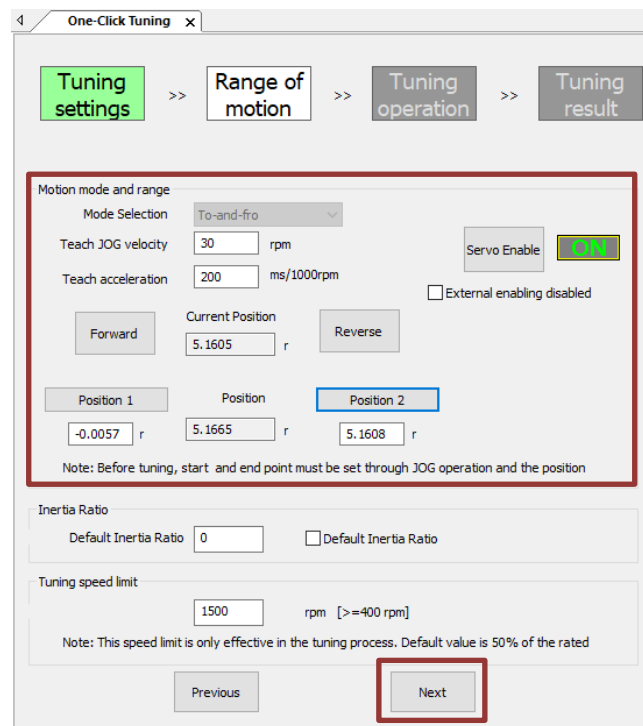 One-Click Tuning x
Tuning settings >> Range of motion >> Tuning operation >> Tuning result
Motion mode and range
Mode Selection To-and-fro
Teach JOG velocity 30 rpm
Servo Enable ON
Teach acceleration 200 ms/1000rpm
External enabling disabled
Forward Current Position Reverse
5.1605 r
Position 1 Position Position 2
-0.0057 r 5.1665 r 5.1608 r
Note: Before tuning, start and end point must be set through JOG operation and the position
Inertia Ratio
Default Inertia Ratio 0 Default Inertia Ratio
Tuning speed limit
1500 rpm [>=400 rpm]
Note: This speed limit is only effective in the tuning process. Default value is 50% of the rated
Previous Next